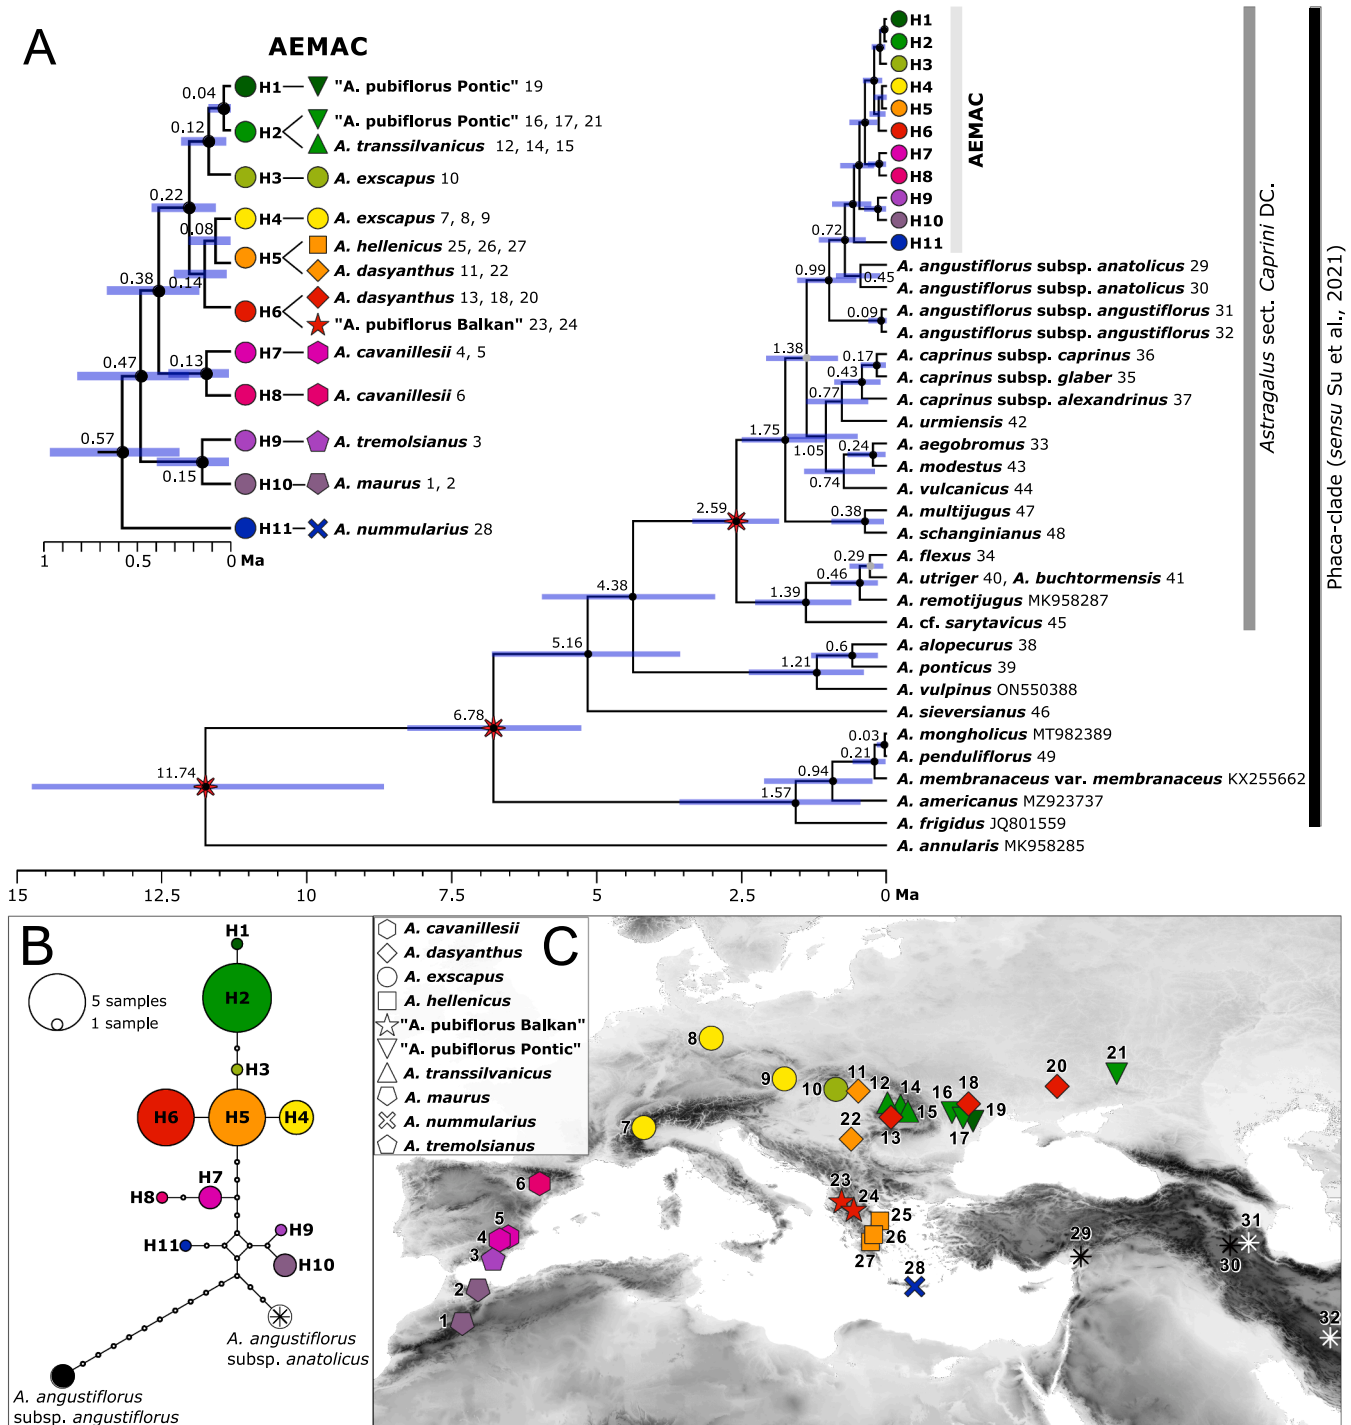 A
AEMAC
H1 "A. pubiflorus Pontic" 19
H2 "A. pubiflorus Pontic" 16, 17, 21
A. transsilvanicus 12, 14, 15
H3 A. exscapus 10
H4 A. exscapus 7, 8, 9
H5 A. hellenicus 25, 26, 27
A. dasyanthus 11, 22
H6 A. dasyanthus 13, 18, 20
"A. pubiflorus Balkan" 23, 24
H7 A. cavanillesii 4, 5
H8 A. cavanillesii 6
H9 A. tremolsianus 3
H10 A. maurus 1, 2
H11 A. nummularius 28
0.04
0.12
0.22
0.08
0.14
0.38
0.13
0.47
0.15
0.57
1 0.5 0 Ma
H1
H2
H3
H4
H5
H6
H7
H8
H9
H10
H11
AEMAC
A. angustiflorus subsp. anatolicus 29
A. angustiflorus subsp. anatolicus 30
A. angustiflorus subsp. angustiflorus 31
A. angustiflorus subsp. angustiflorus 32
A. caprinus subsp. caprinus 36
A. caprinus subsp. glaber 35
A. caprinus subsp. alexandrinus 37
A. urmiensis 42
A. aegobromus 33
A. modestus 43
A. vulcanicus 44
A. multijugus 47
A. schanginianus 48
A. flexus 34
A. utriger 40, A. buchtormensis 41
A. remotijugus MK958287
A. cf. sarytavicus 45
A. alopecurus 38
A. ponticus 39
A. vulpinus ON550388
A. sieversianus 46
A. mongholicus MT982389
A. penduliflorus 49
A. membranaceus var. membranaceus KX255662
A. americanus MZ923737
A. frigidus JQ801559
A. annularis MK958285
0.72
0.45
0.99
0.09
1.38
0.17
0.43
0.77
1.75
1.05
0.24
0.74
0.38
2.59
0.29
0.46
1.39
4.38
5.16
0.6
1.21
6.78
0.03
0.21
0.94
1.57
11.74
Astragalus sect. Caprini DC.
Phaca-clade (sensu Su et al., 2021)
15 12.5 10 7.5 5 2.5 0 Ma
B
5 samples
1 sample
H1
H2
H3
H6 H5 H4
H7
H8
H9
H11
H10
A. angustiflorus
subsp. anatolicus
A. angustiflorus
subsp. angustiflorus
C
A. cavanillesii
A. dasyanthus
A. exscapus
A. hellenicus
"A. pubiflorus Balkan"
"A. pubiflorus Pontic"
A. transsilvanicus
A. maurus
A. nummularius
A. tremolsianus
8
9
10
11
12
14
15
16
18
19
17
20
21
7
22
13
6
23
24
5
4
3
25
26
27
28
29
31
30
2
1
32